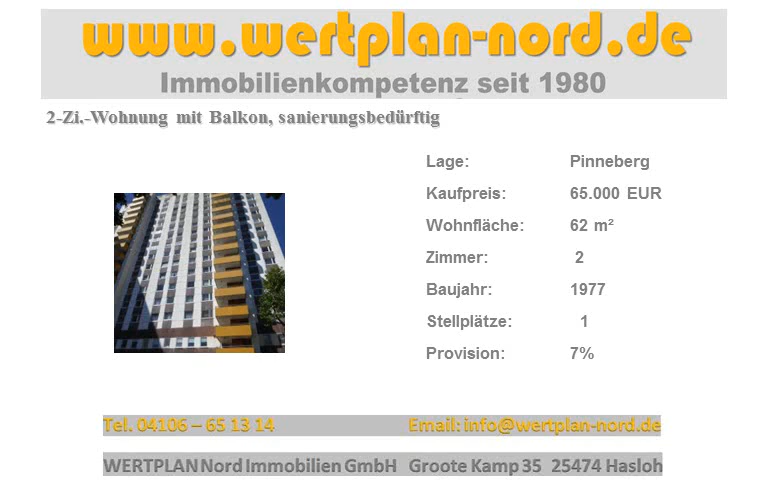 www.wertplan-nord.de
Immobilienkompetenz seit 1980
2-Zi.-Wohnung mit Balkon, sanierungsbedürftig
Lage: Pinneberg
Kaufpreis: 65.000 EUR
Wohnfläche: 62 m²
Zimmer: 2
Baujahr: 1977
Stellplätze: 1
Provision: 7%
Tel. 04106 – 65 13 14 Email: info@wertplan-nord.de
WERTPLAN Nord Immobilien GmbH Groote Kamp 35 25474 Hasloh